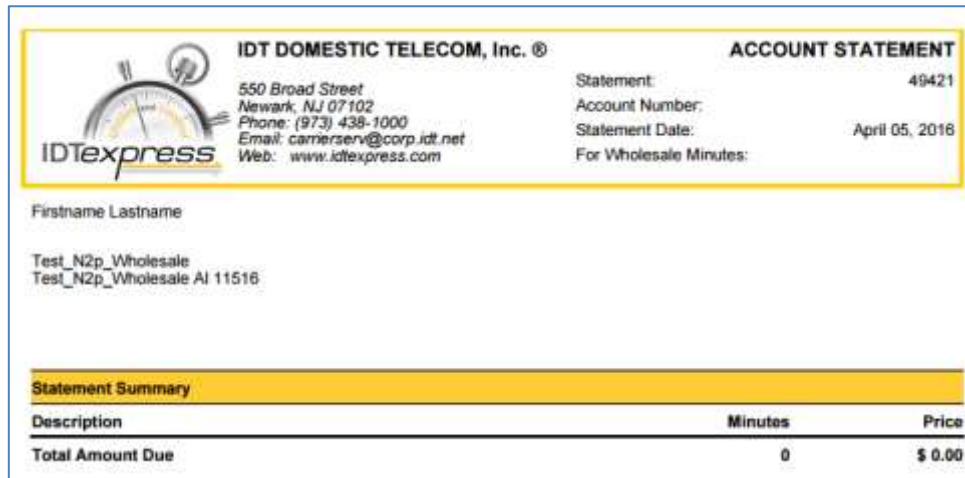 IDT DOMESTIC TELECOM, Inc. ®
550 Broad Street
Newark, NJ 07102
Phone: (973) 438-1000
Email: carrierserv@corp.idt.net
Web: www.idtexpress.com
IDTexpress
ACCOUNT STATEMENT
Statement: 49421
Account Number:
Statement Date: April 05, 2016
For Wholesale Minutes:
Firstname Lastname
Test_N2p_Wholesale
Test_N2p_Wholesale Al 11516
Statement Summary
Description Minutes Price
Total Amount Due 0 $ 0.00